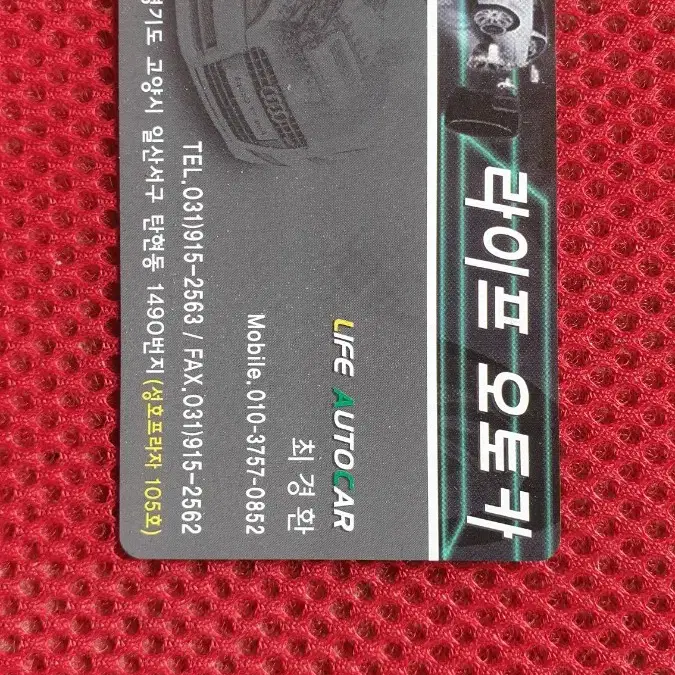 라이프 오토카
LIFE AUTOCAR
최경환
Mobile.010-3757-0852
TEL.031)915-2563 / FAX.031)915-2562
경기도 고양시 일산서구 탄현동 1490번지 (성호프라자 105호)